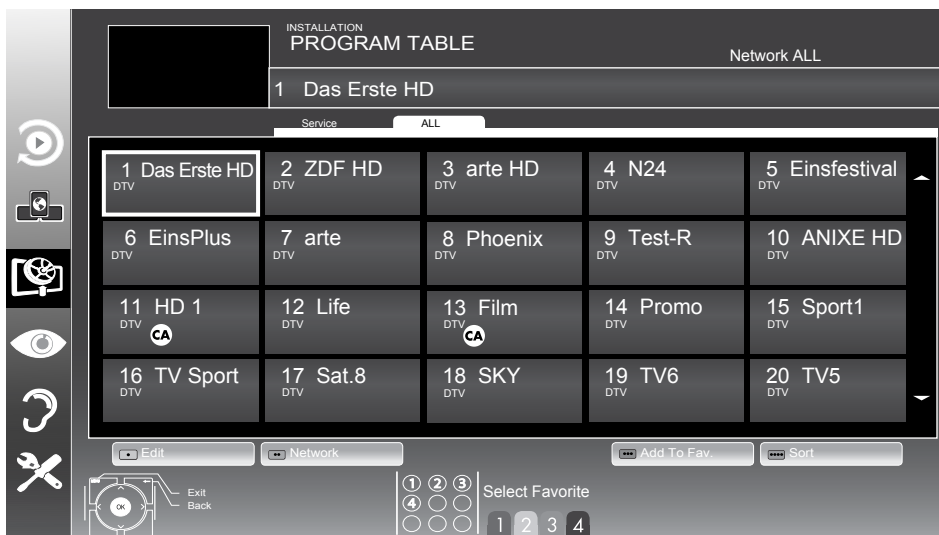 INSTALLATION
PROGRAM TABLE
Network ALL
1 Das Erste HD
Service ALL
1 Das Erste HD 2 ZDF HD 3 arte HD 4 N24 5 Einsfestival
DTV DTV DTV DTV DTV
6 EinsPlus 7 arte 8 Phoenix 9 Test-R 10 ANIXE HD
DTV DTV DTV DTV DTV
11 HD 1 12 Life 13 Film 14 Promo 15 Sport1
DTV DTV DTV DTV DTV
CA CA
16 TV Sport 17 Sat.8 18 SKY 19 TV6 20 TV5
DTV DTV DTV DTV DTV
Edit Network Add To Fav. Sort
Exit
OK Back
1 2 3
4
Select Favorite
1 2 3 4